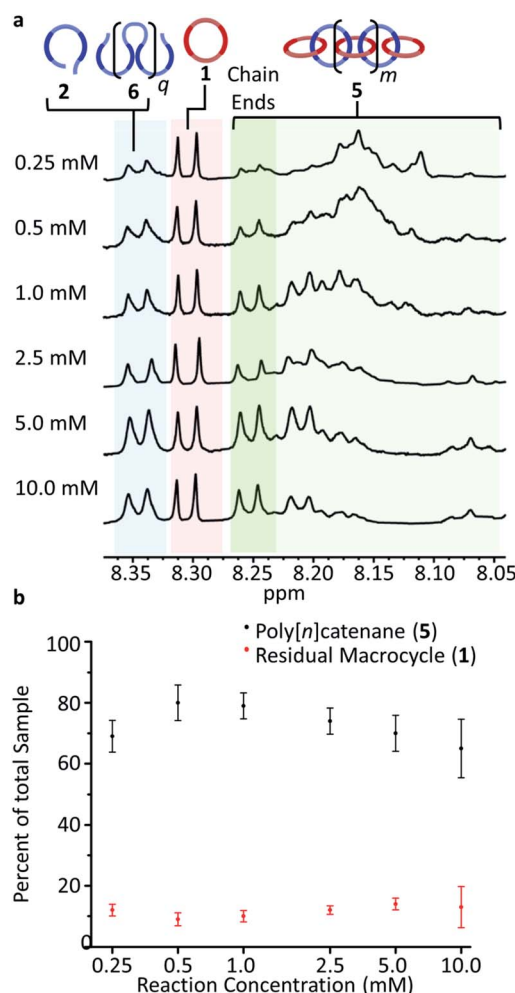 a
q
m
2
6
1
Chain
Ends
5
0.25 mM
0.5 mM
1.0 mM
2.5 mM
5.0 mM
10.0 mM
8.35 8.30 8.25 8.20 8.15 8.10 8.05
ppm
b
Poly[n]catenane (5)
Residual Macrocycle (1)
Percent of total Sample
100
80
60
40
20
0
0.25 0.5 1.0 2.5 5.0 10.0
Reaction Concentration (mM)